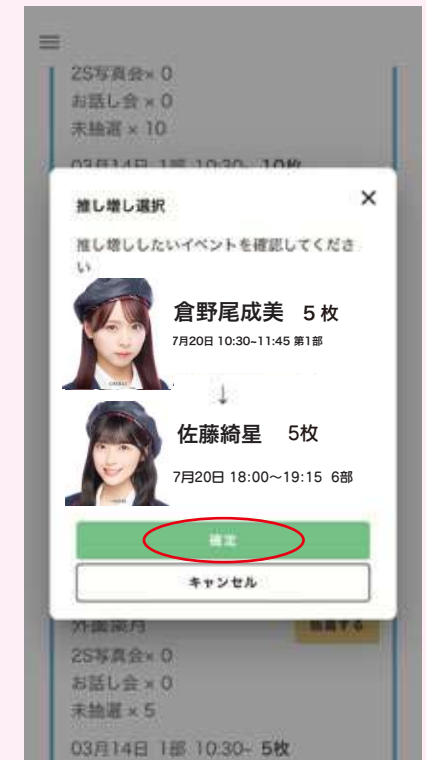 2S写真会× 0
お話し会 × 0
未抽選 × 10
03月14日 1部 10:30- 10枚
推し増し選択 ×
推し増ししたいイベントを確認してくださ
い
倉野尾成美 5 枚
7月20日 10:30~11:45 第1部
↓
佐藤綺星 5枚
7月20日 18:00〜19:15 6部
確定
キャンセル
2S写真会× 0
お話し会 × 0
未抽選 × 5
03月14日 1部 10:30- 5枚